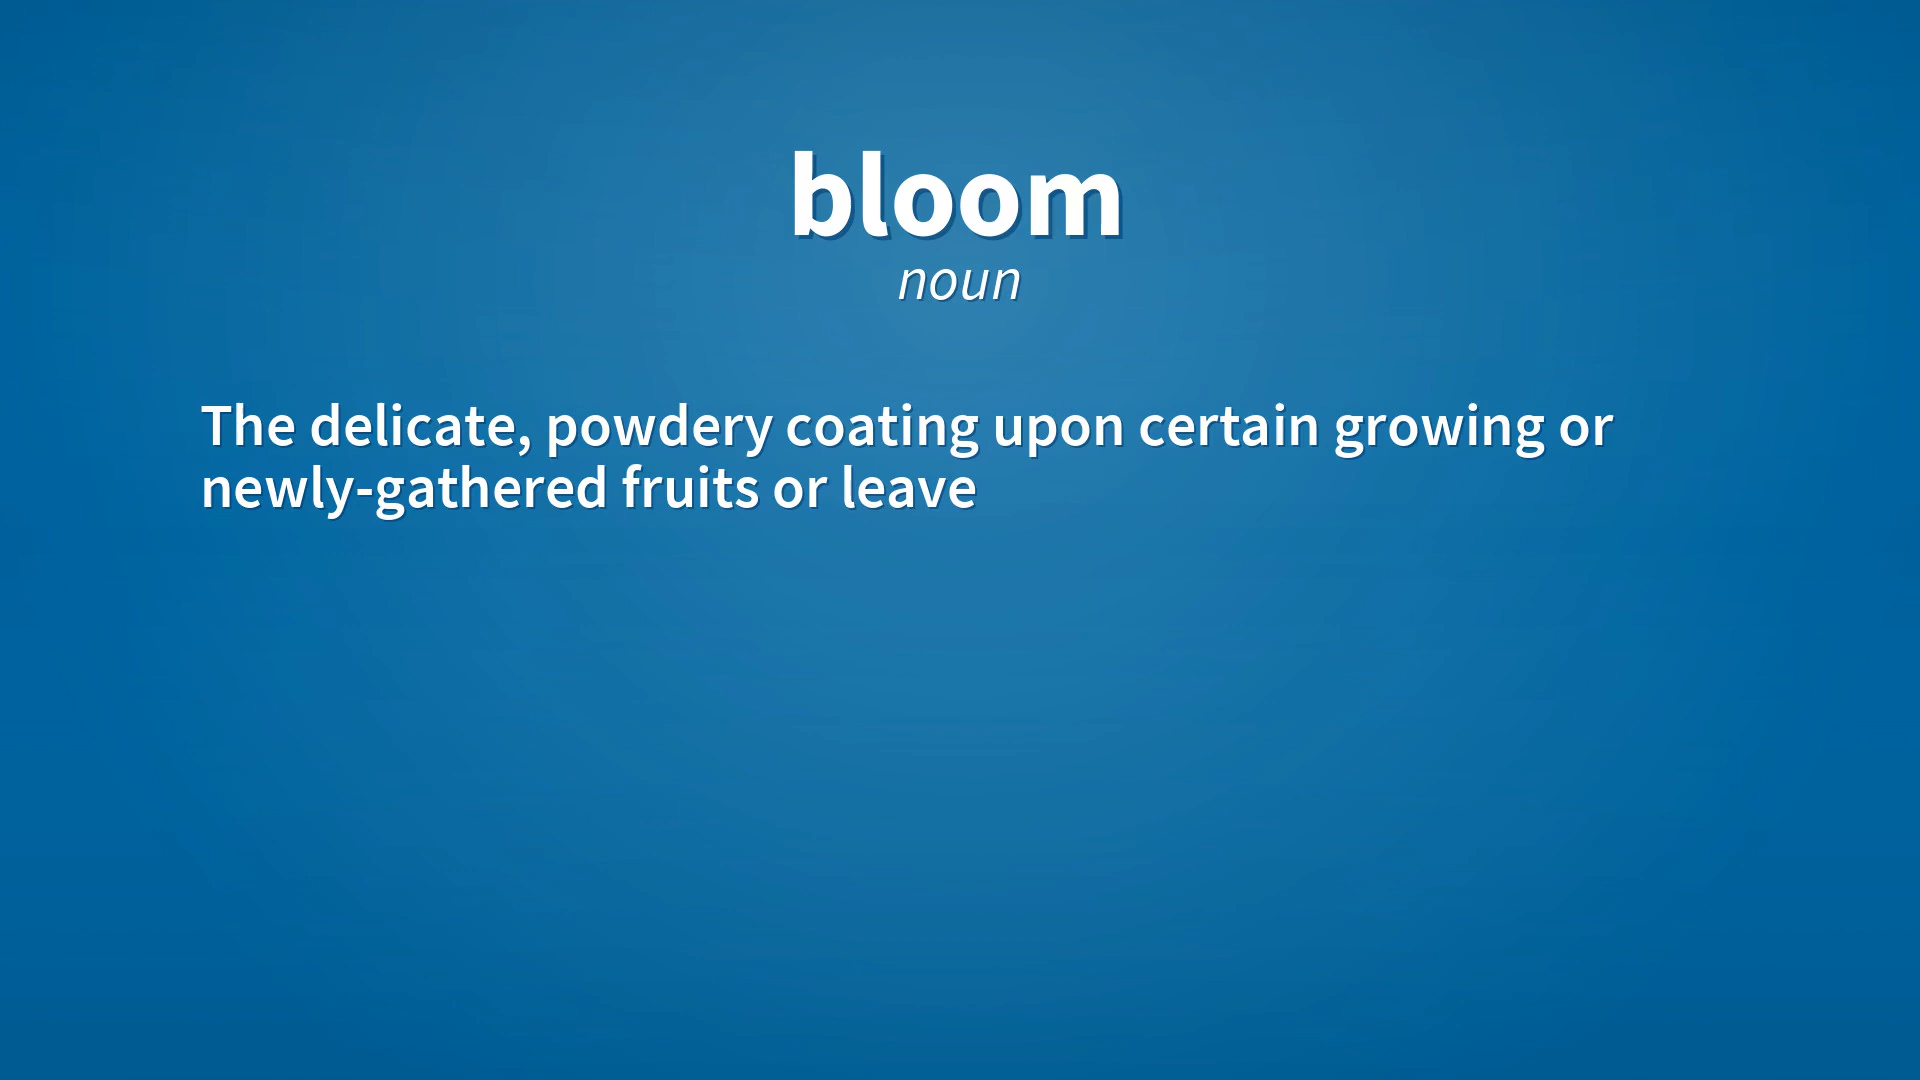 bloom
noun
The delicate, powdery coating upon certain growing or
newly-gathered fruits or leave